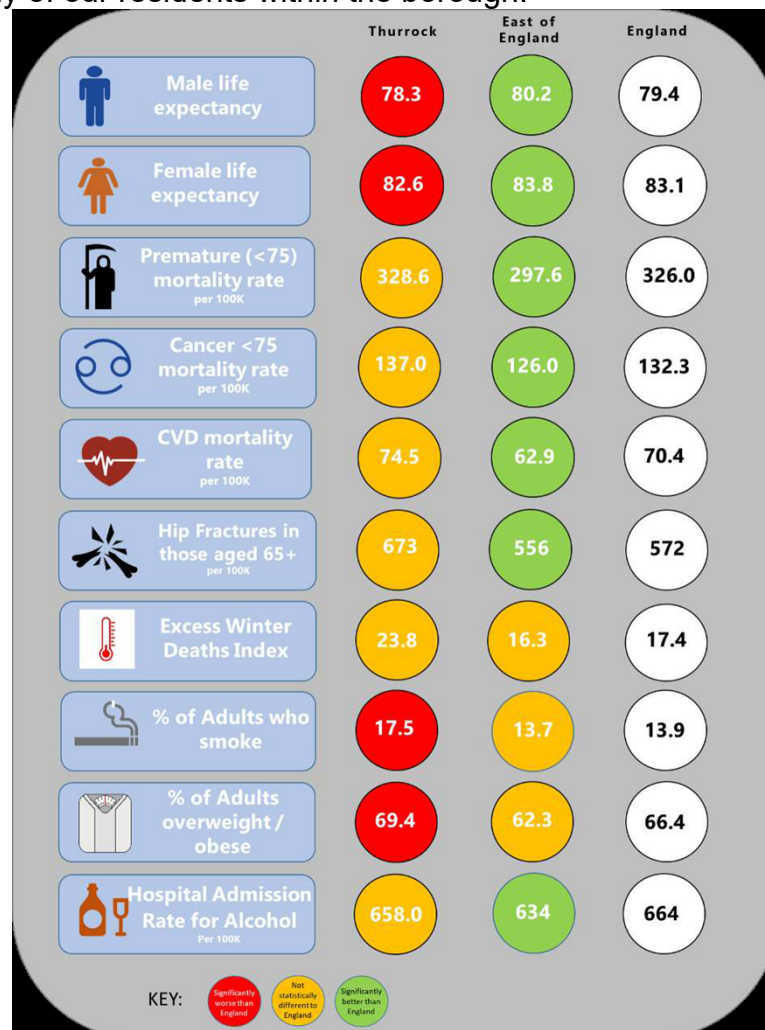 y of our residents within the borough.
Thurrock
East of
England
England
Male life
expectancy
78.3
80.2
79.4
Female life
expectancy
82.6
83.8
83.1
Premature (<75)
mortality rate
per 100K
328.6
297.6
326.0
Cancer <75
mortality rate
per 100K
137.0
126.0
132.3
CVD mortality
rate
per 100K
74.5
62.9
70.4
Hip Fractures in
those aged 65+
per 100K
673
556
572
Excess Winter
Deaths Index
23.8
16.3
17.4
% of Adults who
smoke
17.5
13.7
13.9
% of Adults
overweight /
obese
69.4
62.3
66.4
Hospital Admission
Rate for Alcohol
Per 100K
658.0
634
664
KEY:
Significantly
worse than
England
Not
statistically
different to
England
Significantly
better than
England